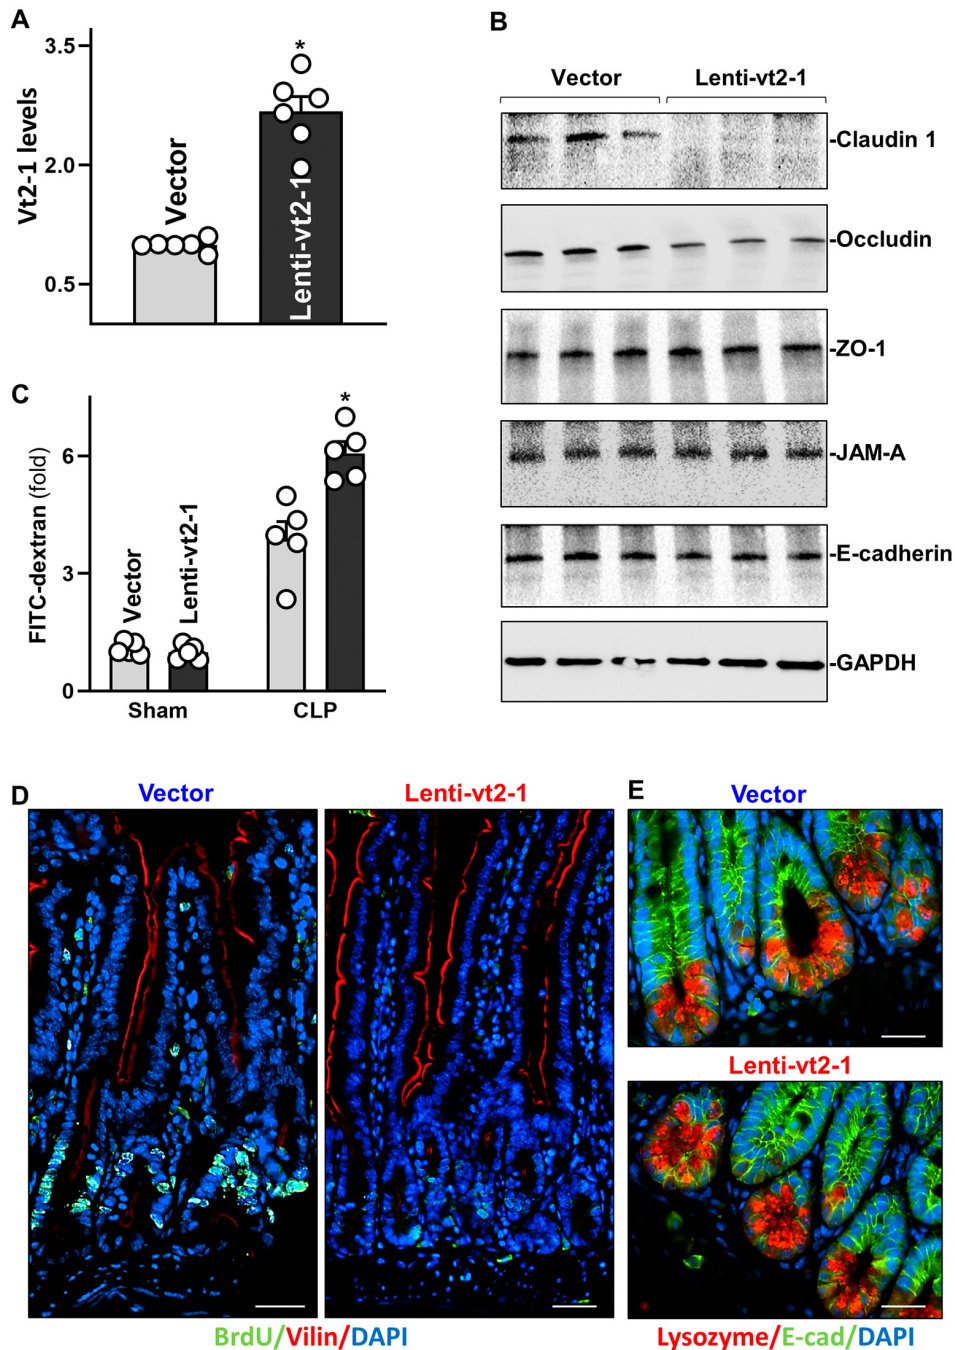 A
3.5
2.0
0.5
Vt2-1 levels
Vector
Lenti-vt2-1
*
B
Vector
Lenti-vt2-1
-Claudin 1
-Occludin
-ZO-1
-JAM-A
-E-cadherin
-GAPDH
C
6
3
0
FITC-dextran (fold)
Vector
Lenti-vt2-1
*
Sham
CLP
D
Vector
Lenti-vt2-1
BrdU/Vilin/DAPI
E
Vector
Lenti-vt2-1
Lysozyme/E-cad/DAPI